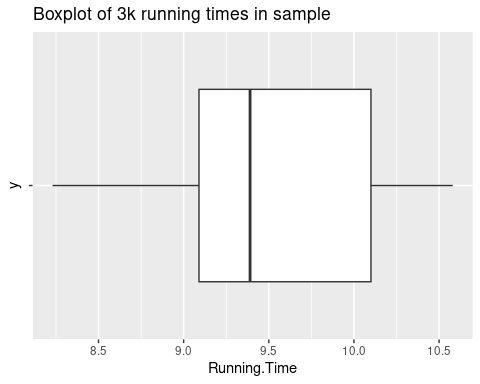 Boxplot of 3k running times in sample
y
8.5 9.0 9.5 10.0 10.5
Running.Time